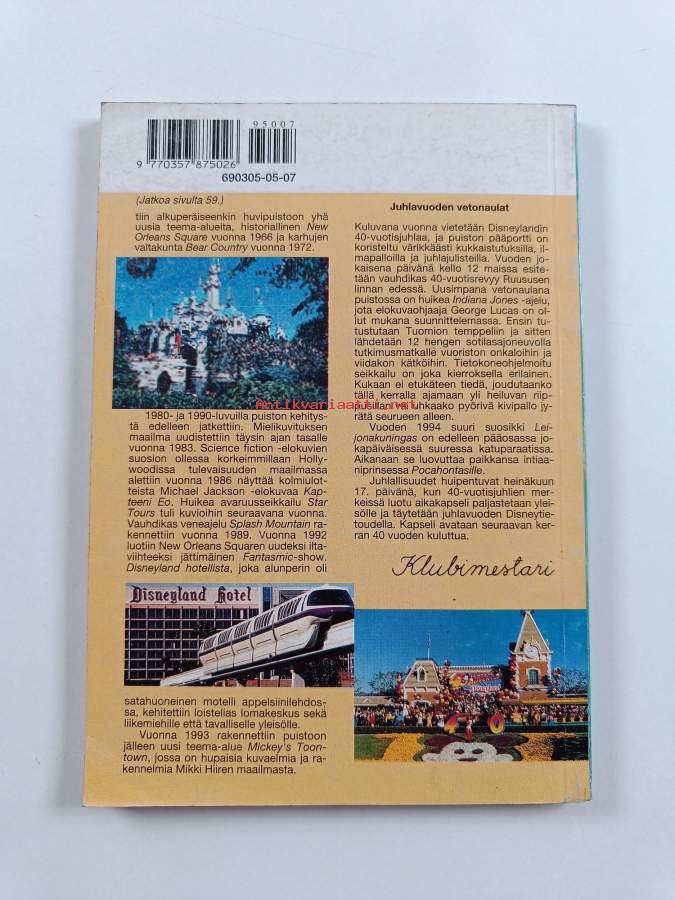 95007
9 770357 875026
690305-05-07
(Jatkoa sivulta 59.)
tiin alkuperäiseenkin huvipuistoon yhä
uusia teema-alueita, historiallinen New
Orleans Square vuonna 1966 ja karhujen
valtakunta Bear Country vuonna 1972.
1980- ja 1990-luvuilla puiston kehitys-
tä edelleen jatkettiin. Mielikuvituksen
maailma uudistettiin täysin ajan tasalle
vuonna 1983. Science fiction -elokuvien
suosion ollessa korkeimmillaan Holly-
woodissa tulevaisuuden maailmassa
alettiin vuonna 1986 näyttää kolmiulot-
teista Michael Jackson -elokuvaa Kap-
teeni Eo. Huikea avaruusseikkailu Star
Tours tuli kuvioihin seuraavana vuonna.
Vauhdikas veneajelu Splash Mountain ra-
kennettiin vuonna 1989. Vuonna 1992
luotiin New Orleans Squaren uudeksi ilta-
viihteeksi jättimäinen Fantasmic-show.
Disneyland hotellista, joka alunperin oli
Disneyland Hotel
satahuoneinen motelli appelsiinilehdos-
sa, kehitettiin loistelias lomakeskus sekä
liikemiehille että tavalliselle yleisölle.
Vuonna 1993 rakennettiin puistoon
jälleen uusi teema-alue Mickey's Toon-
town, jossa on hupaisia kuvaelmia ja ra-
kennelmia Mikki Hiiren maailmasta.
Juhlavuoden vetonaulat
Kuluvana vuonna vietetään Disneylandin
40-vuotisjuhlaa, ja puiston pääportti on
koristeltu värikkäästi kukkaistutuksilla, il-
mapalloilla ja juhlajulisteilla. Vuoden jo-
kaisena päivänä kello 12 maissa esite-
tään vauhdikas 40-vuotisrevyy Ruususen
linnan edessä. Uusimpana vetonaulana
puistossa on huikea Indiana Jones -ajelu,
jota elokuvaohjaaja George Lucas on ol-
lut mukana suunnittelemassa. Ensin tu-
tustutaan Tuomion temppeliin ja sitten
lähdetään 12 hengen sotilasajoneuvolla
tutkimusmatkalle vuoriston onkaloihin ja
viidakon kätköihin. Tietokoneohjelmoitu
seikkailu on joka kierroksella erilainen.
Kukaan ei etukäteen tiedä, joudutaanko
tällä kerralla ajamaan yli heiluvan riip-
pusillan vai uhkaako pyörivä kivipallo jy-
rätä seurueen alleen.
Vuoden 1994 suuri suosikki Lei-
jonakuningas on edelleen pääosassa jo-
kapäiväisessä suuressa katuparaatissa.
Aikanaan se luovuttaa paikkansa intiaa-
niprinsessa Pocahontasille.
Juhlallisuudet huipentuvat heinäkuun
17. päivänä, kun 40-vuotisjuhlien mer-
keissä luotu aikakapseli paljastetaan ylei-
sölle ja täytetään juhlavuoden Disneytie-
toudella. Kapseli avataan seuraavan ker-
ran 40 vuoden kuluttua.
Klubimestari
Disneyland
40
Antikvariaatti.net